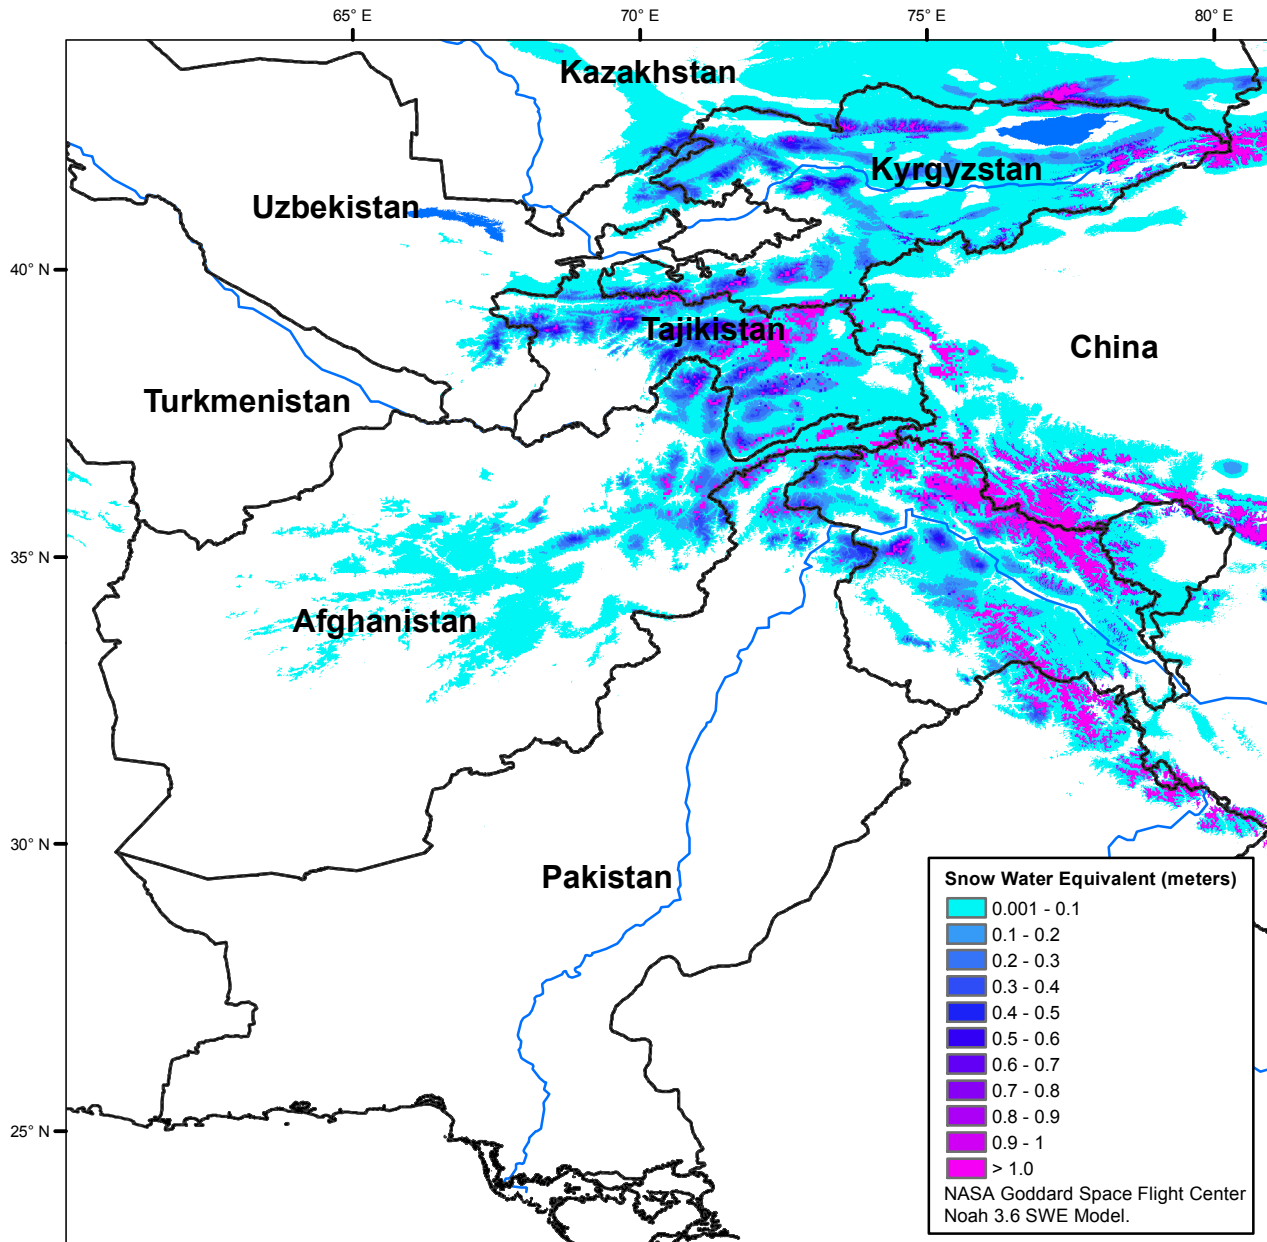 65° E
70° E
75° E
80° E
Kazakhstan
Kyrgyzstan
Uzbekistan
40° N
Tajikistan
China
Turkmenistan
35° N
Afghanistan
30° N
Pakistan
25° N
Snow Water Equivalent (meters)
0.001 - 0.1
0.1 - 0.2
0.2 - 0.3
0.3 - 0.4
0.4 - 0.5
0.5 - 0.6
0.6 - 0.7
0.7 - 0.8
0.8 - 0.9
0.9 - 1
> 1.0
NASA Goddard Space Flight Center
Noah 3.6 SWE Model.